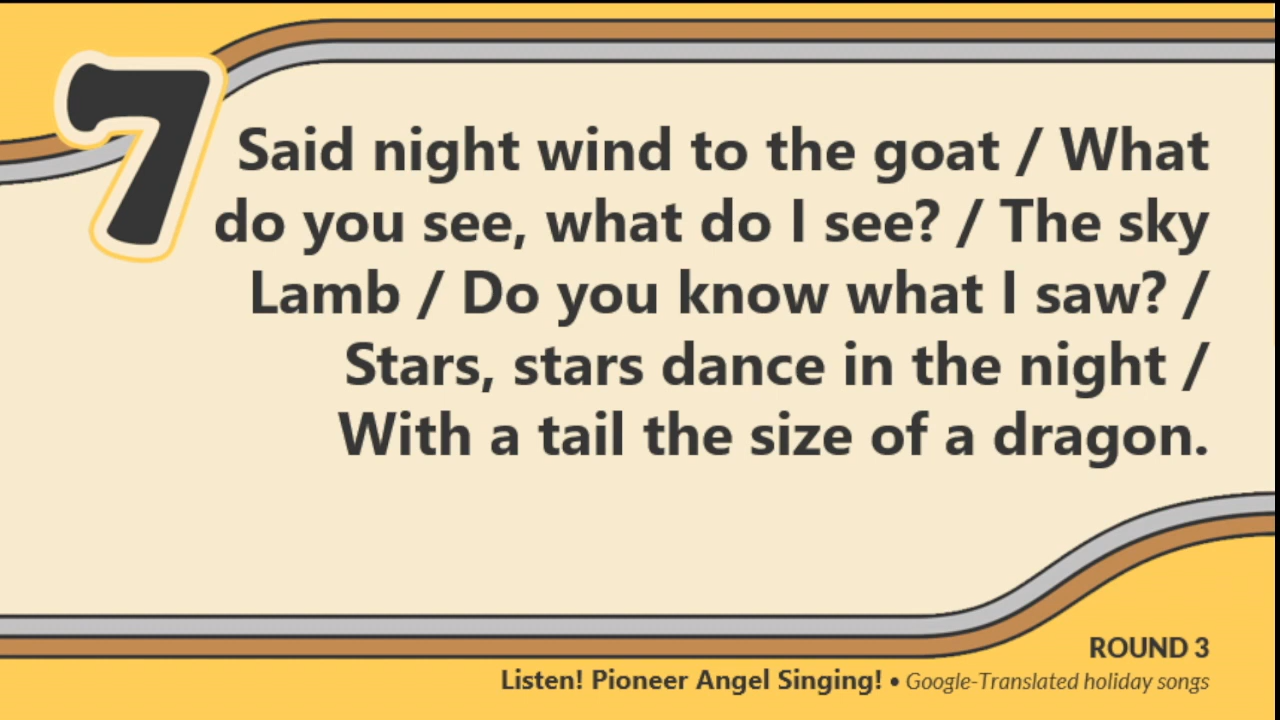 7
Said night wind to the goat / What
do you see, what do I see? / The sky
Lamb / Do you know what I saw? /
Stars, stars dance in the night /
With a tail the size of a dragon.
ROUND 3
Listen! Pioneer Angel Singing! • Google-Translated holiday songs